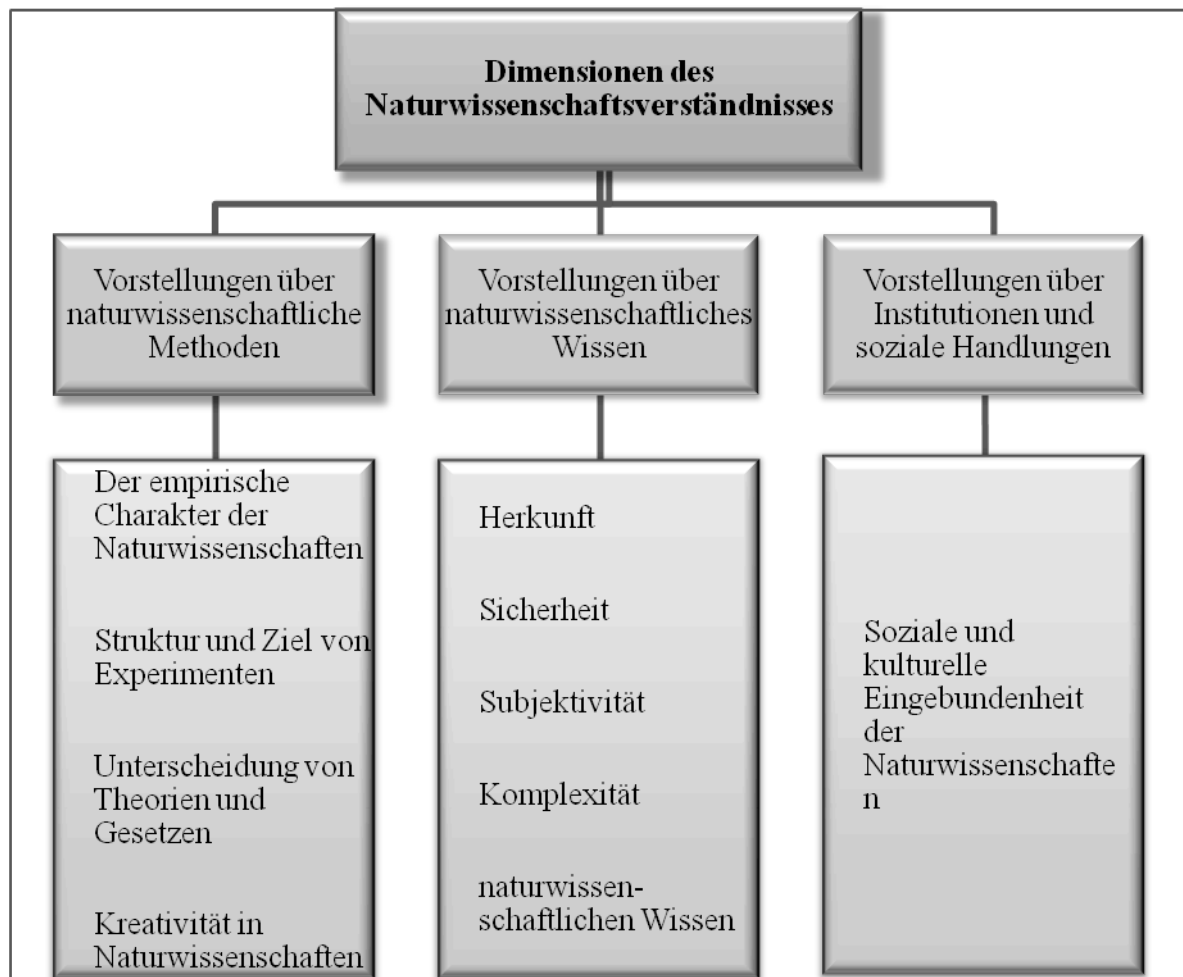 Dimensionen des
Naturwissenschaftsverständnisses
Vorstellungen über
naturwissenschaftliche
Methoden
Vorstellungen über
naturwissenschaftliches
Wissen
Vorstellungen über
Institutionen und
soziale Handlungen
Der empirische
Charakter der
Naturwissenschaften
Struktur und Ziel von
Experimenten
Unterscheidung von
Theorien und
Gesetzen
Kreativität in
Naturwissenschaften
Herkunft
Sicherheit
Subjektivität
Komplexität
naturwissen-
schaftlichen Wissen
Soziale und
kulturelle
Eingebundenheit
der
Naturwissenschafte
n